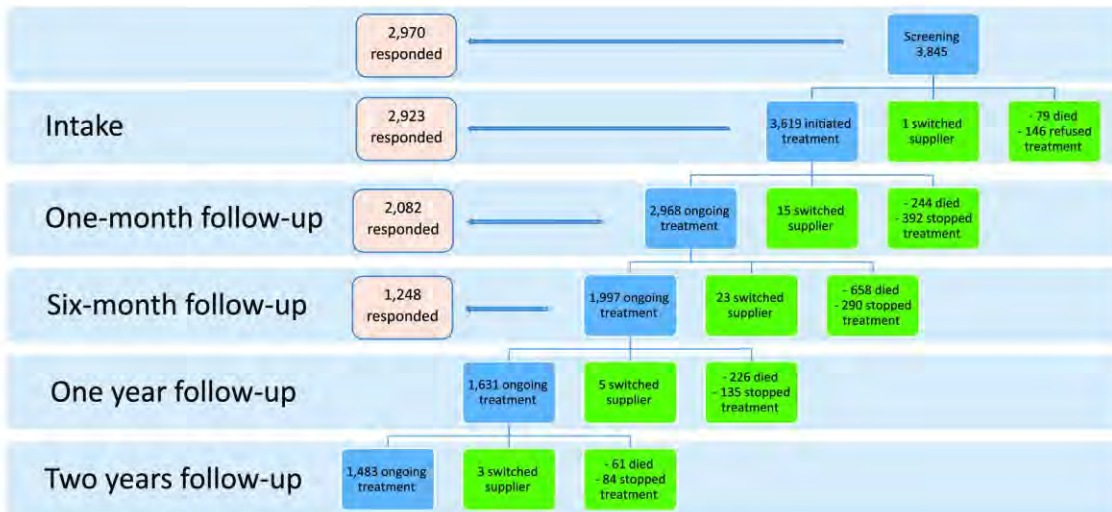 2,970
responded
Screening
3,845
Intake
2,923
responded
3,619 initiated
treatment
1 switched
supplier
- 79 died
- 146 refused
treatment
One-month follow-up
2,082
responded
2,968 ongoing
treatment
15 switched
supplier
- 244 died
- 392 stopped
treatment
Six-month follow-up
1,248
responded
1,997 ongoing
treatment
23 switched
supplier
- 658 died
- 290 stopped
treatment
One year follow-up
1,631 ongoing
treatment
5 switched
supplier
- 226 died
- 135 stopped
treatment
Two years follow-up
1,483 ongoing
treatment
3 switched
supplier
- 61 died
- 84 stopped
treatment